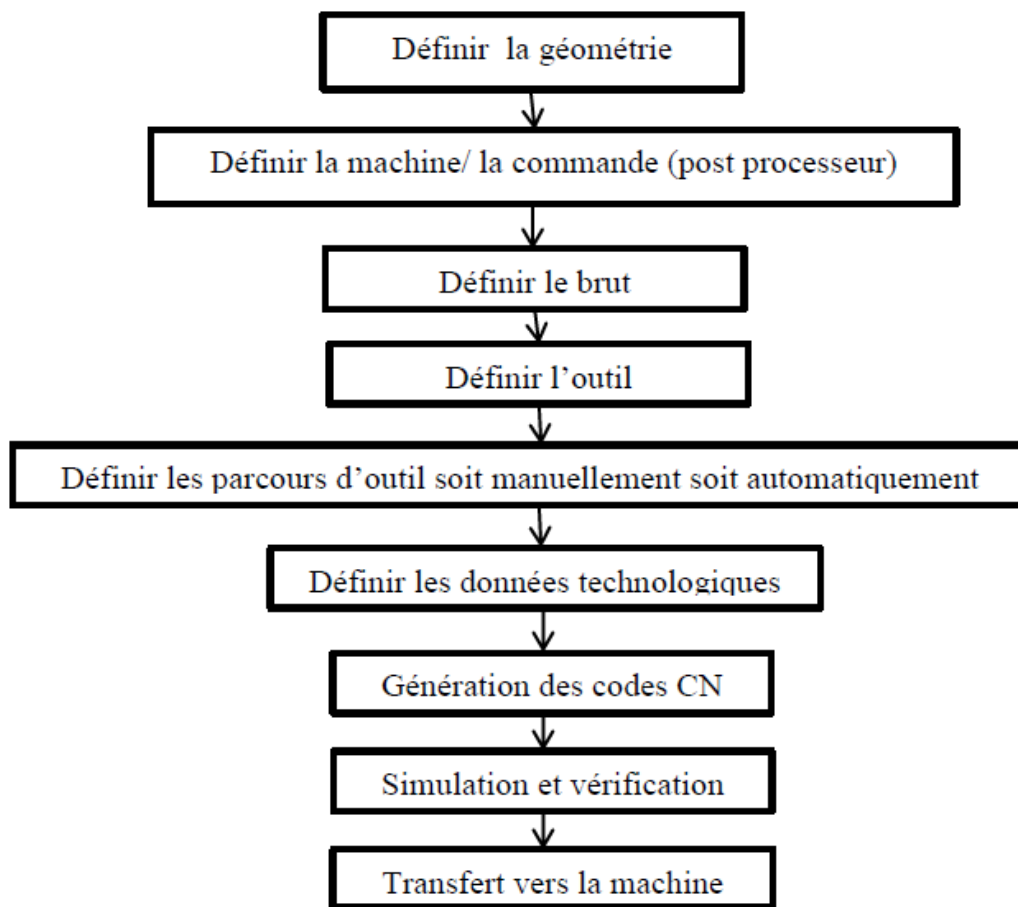 Définir la géométrie
Définir la machine/ la commande (post processeur)
Définir le brut
Définir l’outil
Définir les parcours d’outil soit manuellement soit automatiquement
Définir les données technologiques
Génération des codes CN
Simulation et vérification
Transfert vers la machine